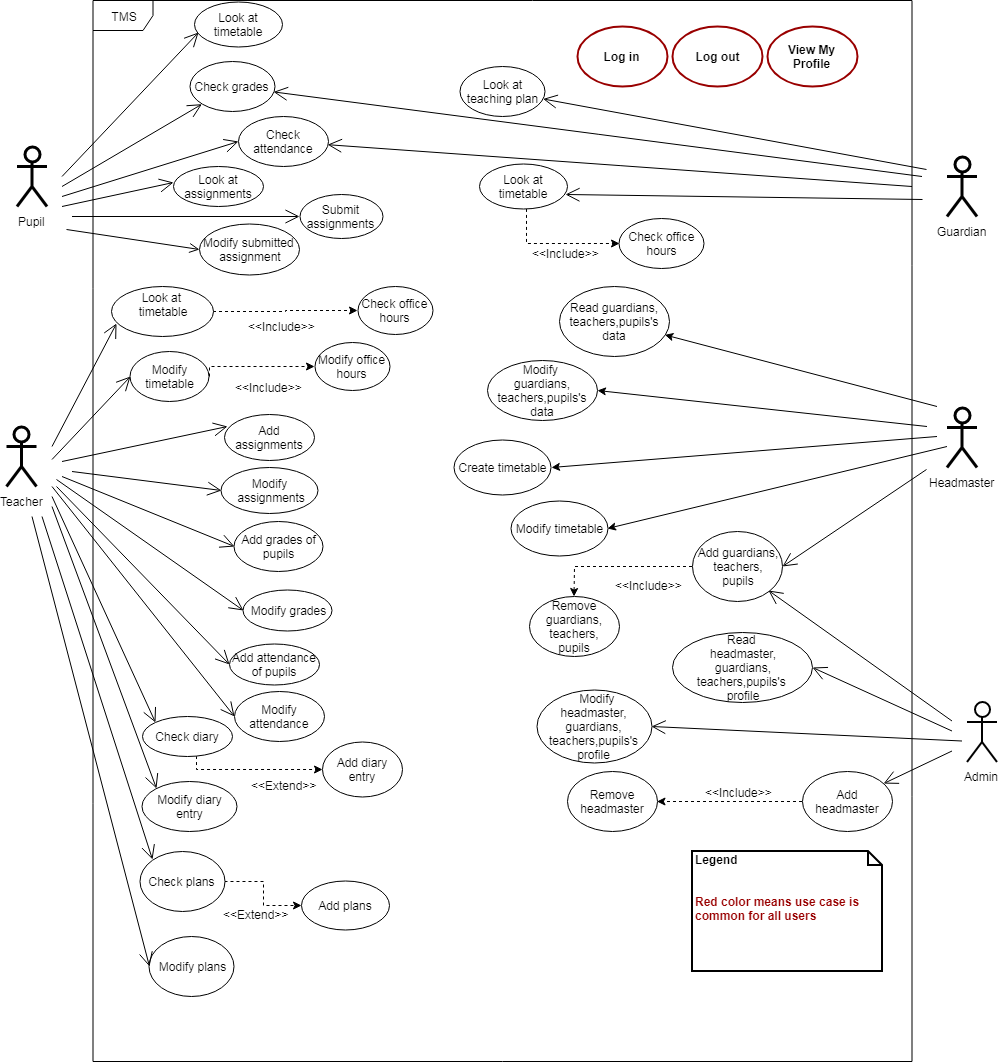 TMS
Look at
timetable
Log in
Log out
View My
Profile
Check grades
Look at
teaching plan
Check
attendance
Look at
assignments
Look at
timetable
Pupil
Guardian
Submit
assignments
Modify submitted
assignment
Check office
hours
<<Include>>
Look at
timetable
Check office
hours
<<Include>>
Read guardians,
teachers,pupils's
data
Modify
timetable
Modify office
hours
<<Include>>
Modify
guardians,
teachers,pupils's
data
Add
assignments
Teacher
Create timetable
Headmaster
Modify
assignments
Modify timetable
Add grades of
pupils
Add guardians,
teachers,
pupils
<<Include>>
Modify grades
Remove
guardians,
teachers,
pupils
Add attendance
of pupils
Read
headmaster,
guardians,
teachers,pupils's
profile
Modify
attendance
Modify
headmaster,
guardians,
teachers,pupils's
profile
Check diary
Admin
Add diary
entry
<<Extend>>
Modify diary
entry
Remove
headmaster
<<Include>>
Add
headmaster
Check plans
Add plans
<<Extend>>
Legend
Red color means use case is
common for all users
Modify plans